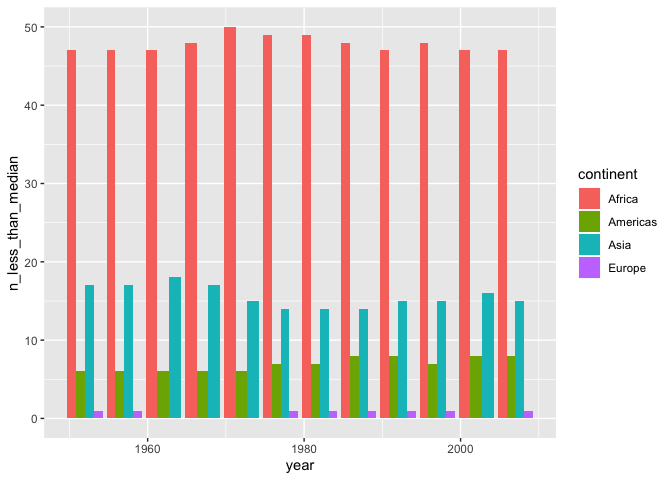 50
40
30
20
10
0
n_less_than_median
1960
1980
2000
year
continent
Africa
Americas
Asia
Europe